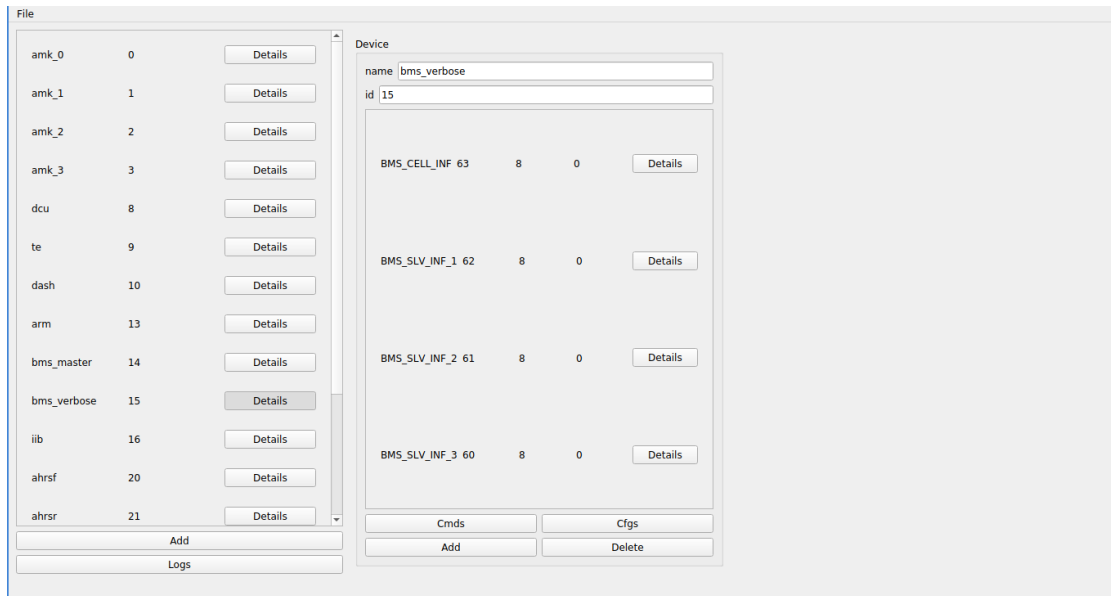 File
amk_0 0 Details
amk_1 1 Details
amk_2 2 Details
amk_3 3 Details
dcu 8 Details
te 9 Details
dash 10 Details
arm 13 Details
bms_master 14 Details
bms_verbose 15 Details
iib 16 Details
ahrsf 20 Details
ahrsr 21 Details
Add
Logs
Device
name bms_verbose
id 15
BMS_CELL_INF 63 8 0 Details
BMS_SLV_INF_1 62 8 0 Details
BMS_SLV_INF_2 61 8 0 Details
BMS_SLV_INF_3 60 8 0 Details
Cmds Cfgs
Add Delete